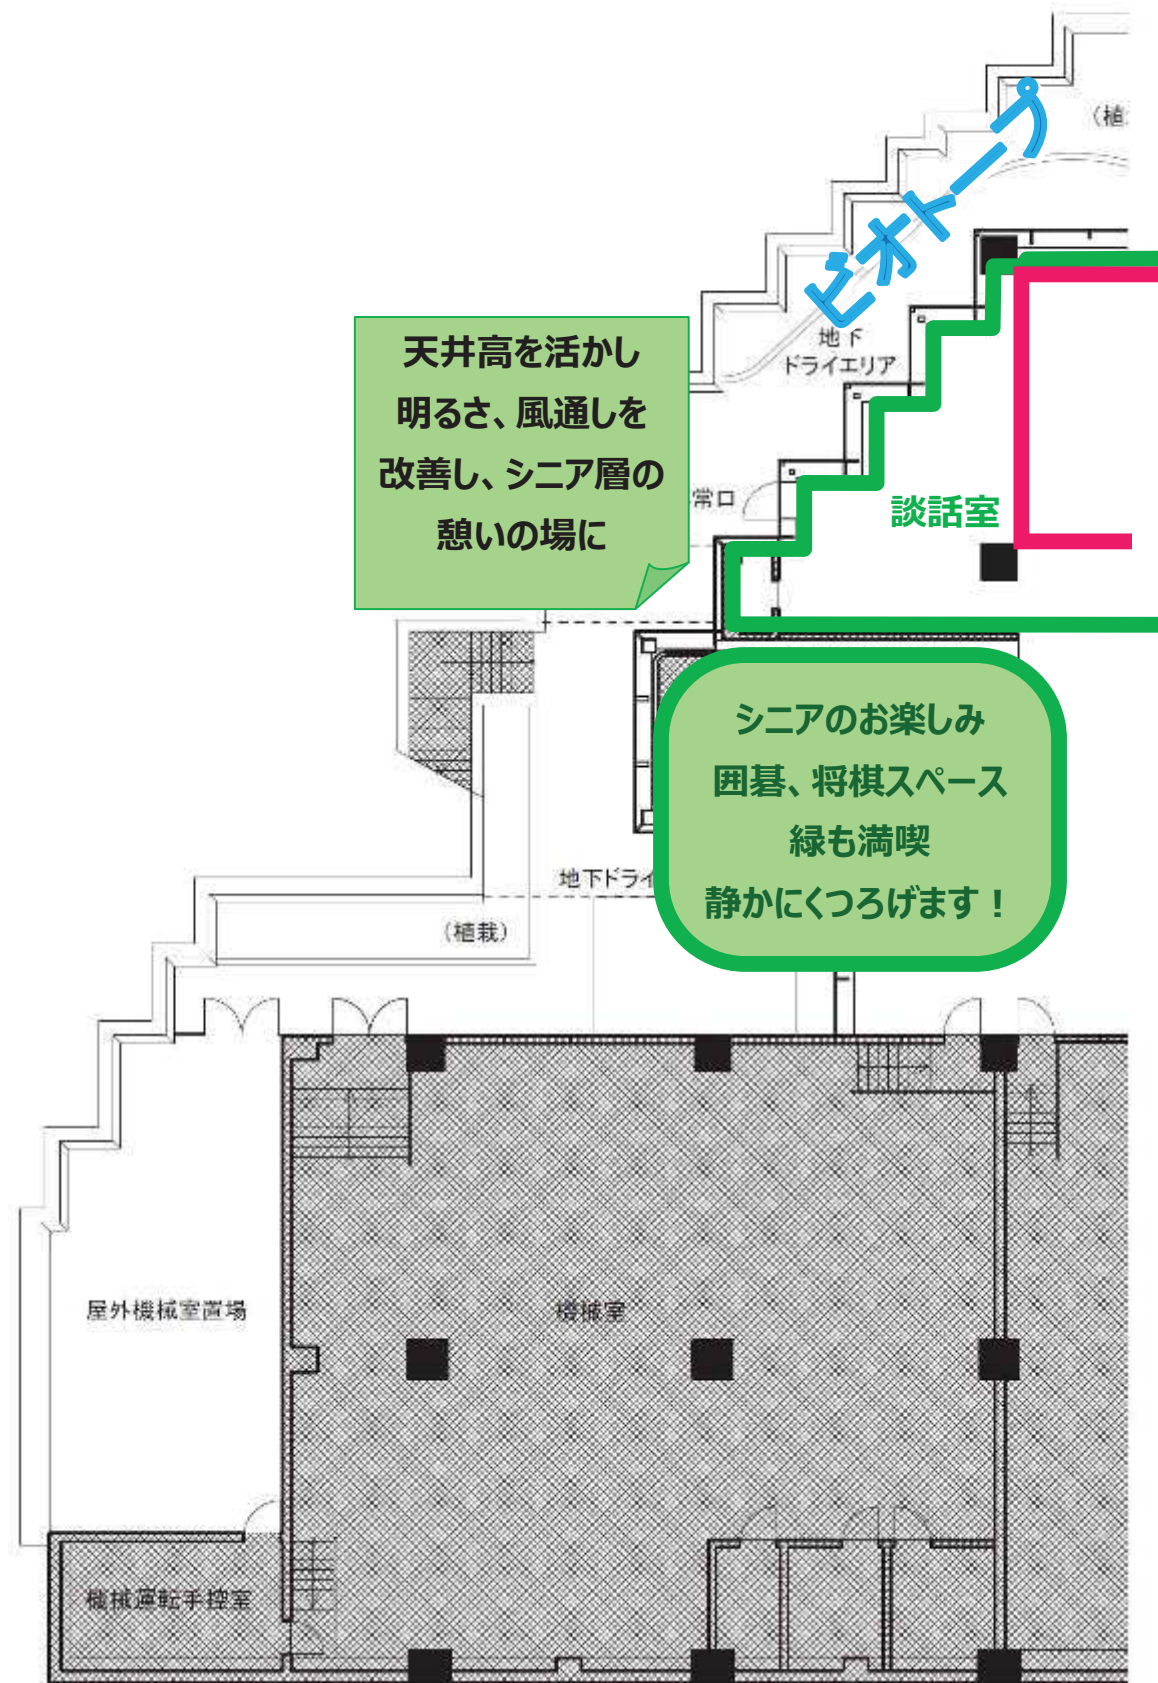 ビオトープ
(植
地下
ドライエリア
天井高を活かし
明るさ、風通しを
改善し、シニア層の
憩いの場に
常口
談話室
シニアのお楽しみ
囲碁、将棋スペース
緑も満喫
静かにくつろげます！
地下ドライ
(植栽)
屋外機械室置場
機械室
機械運転手控室